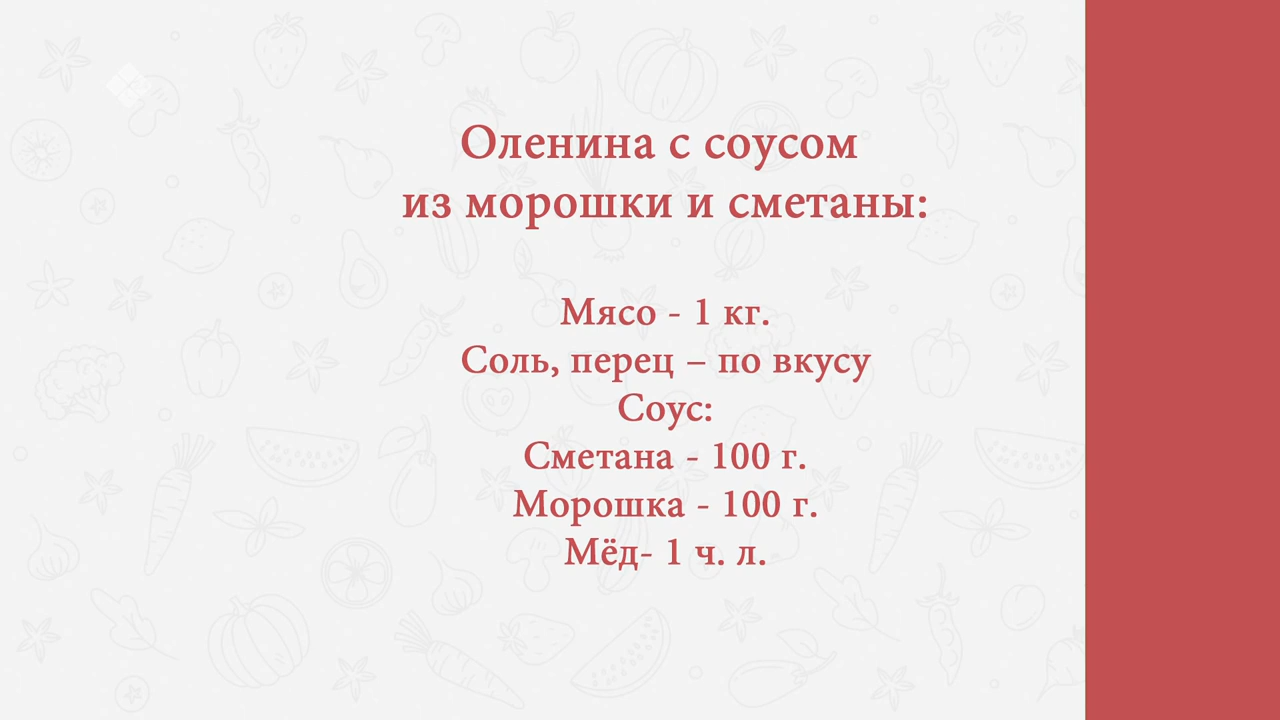 Оленина с соусом
из морошки и сметаны:
Мясо - 1 кг.
Соль, перец – по вкусу
Соус:
Сметана - 100 г.
Морошка - 100 г.
Мёд- 1 ч. л.